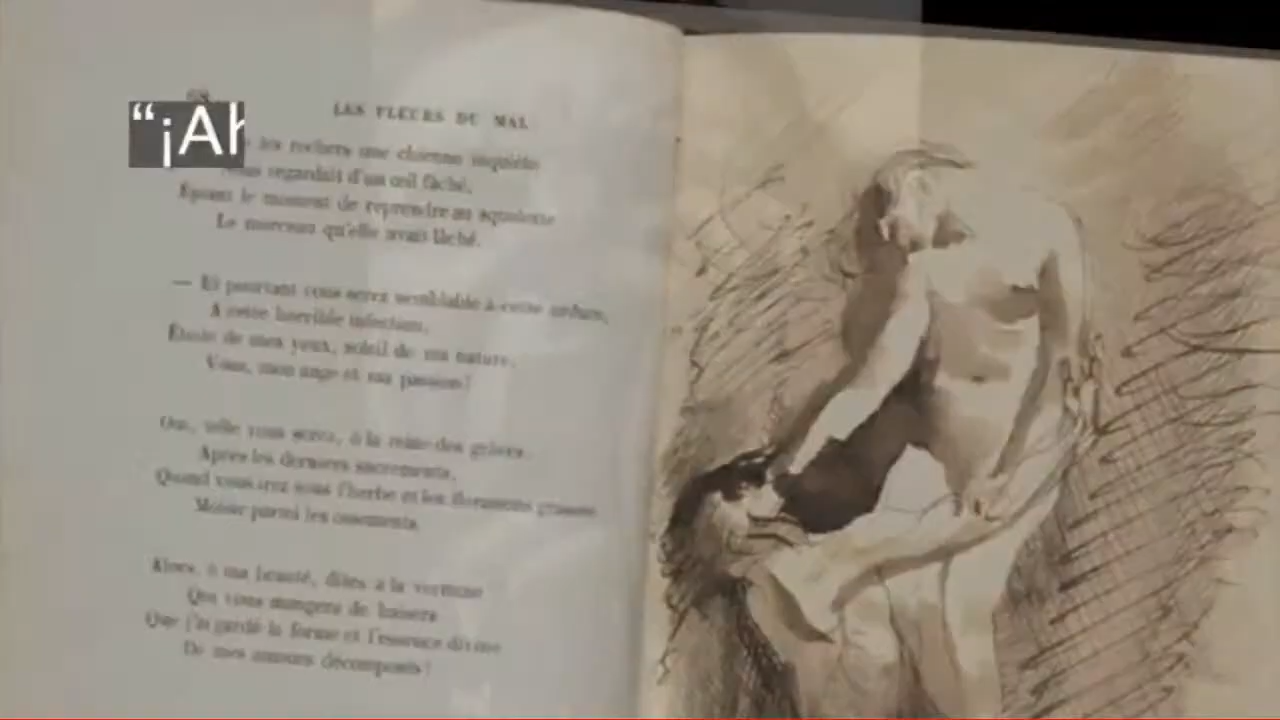 “¡Ah
LES FLEURS DU MAL
les rochers une chienne inquiète
Nous regardait d'un œil fâché,
Épiant le moment de reprendre au squelette
Le morceau qu'elle avait lâché.
— Et pourtant vous serez semblable à cette ordure,
A cette horrible infection,
Étoile de mes yeux, soleil de ma nature,
Vous, mon ange et ma passion!
Oui, telle vous serez, ô la reine des grâces,
Après les derniers sacrements,
Quand vous irez sous l'herbe et les floraisons grasses
Moisir parmi les ossements.
Alors, ô ma beauté, dites à la vermine
Qui vous mangera de baisers
Que j'ai gardé la forme et l'essence divine
De mes amours décomposés!